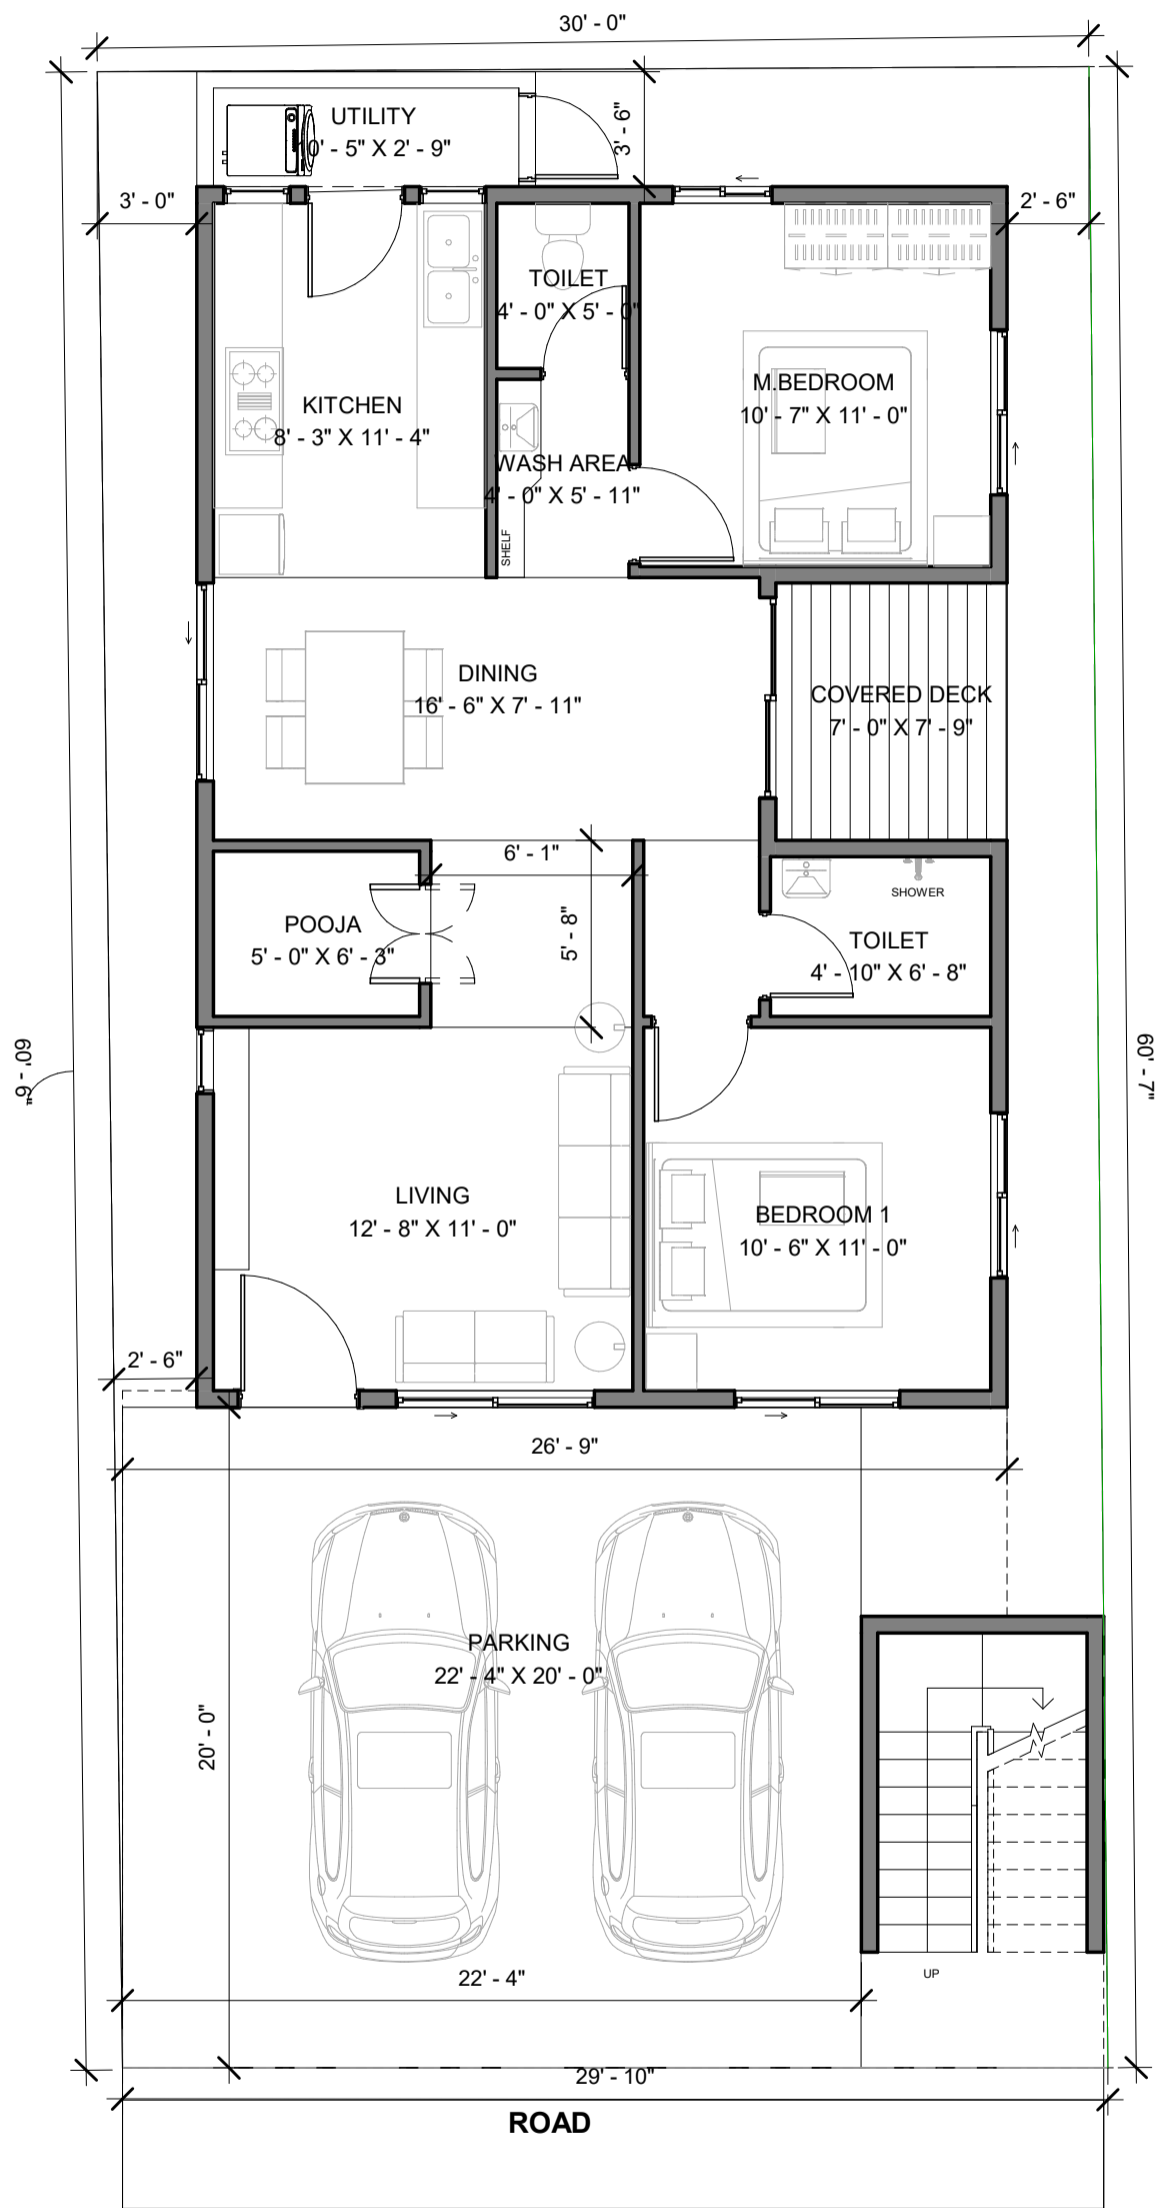 30' - 0"
UTILITY
0' - 5" X 2' - 9"
3' - 6"
3' - 0"
2' - 6"
TOILET
4' - 0" X 5' - 0"
M.BEDROOM
10' - 7" X 11' - 0"
KITCHEN
8' - 3" X 11' - 4"
WASH AREA
4' - 0" X 5' - 11"
SHELF
DINING
16' - 6" X 7' - 11"
COVERED DECK
7' - 0" X 7' - 9"
6' - 1"
5' - 8"
SHOWER
POOJA
5' - 0" X 6' - 3"
TOILET
4' - 10" X 6' - 8"
60' - 6"
60' - 7"
LIVING
12' - 8" X 11' - 0"
BEDROOM 1
10' - 6" X 11' - 0"
2' - 6"
26' - 9"
PARKING
22' - 4" X 20' - 0"
20' - 0"
22' - 4"
UP
29' - 10"
ROAD